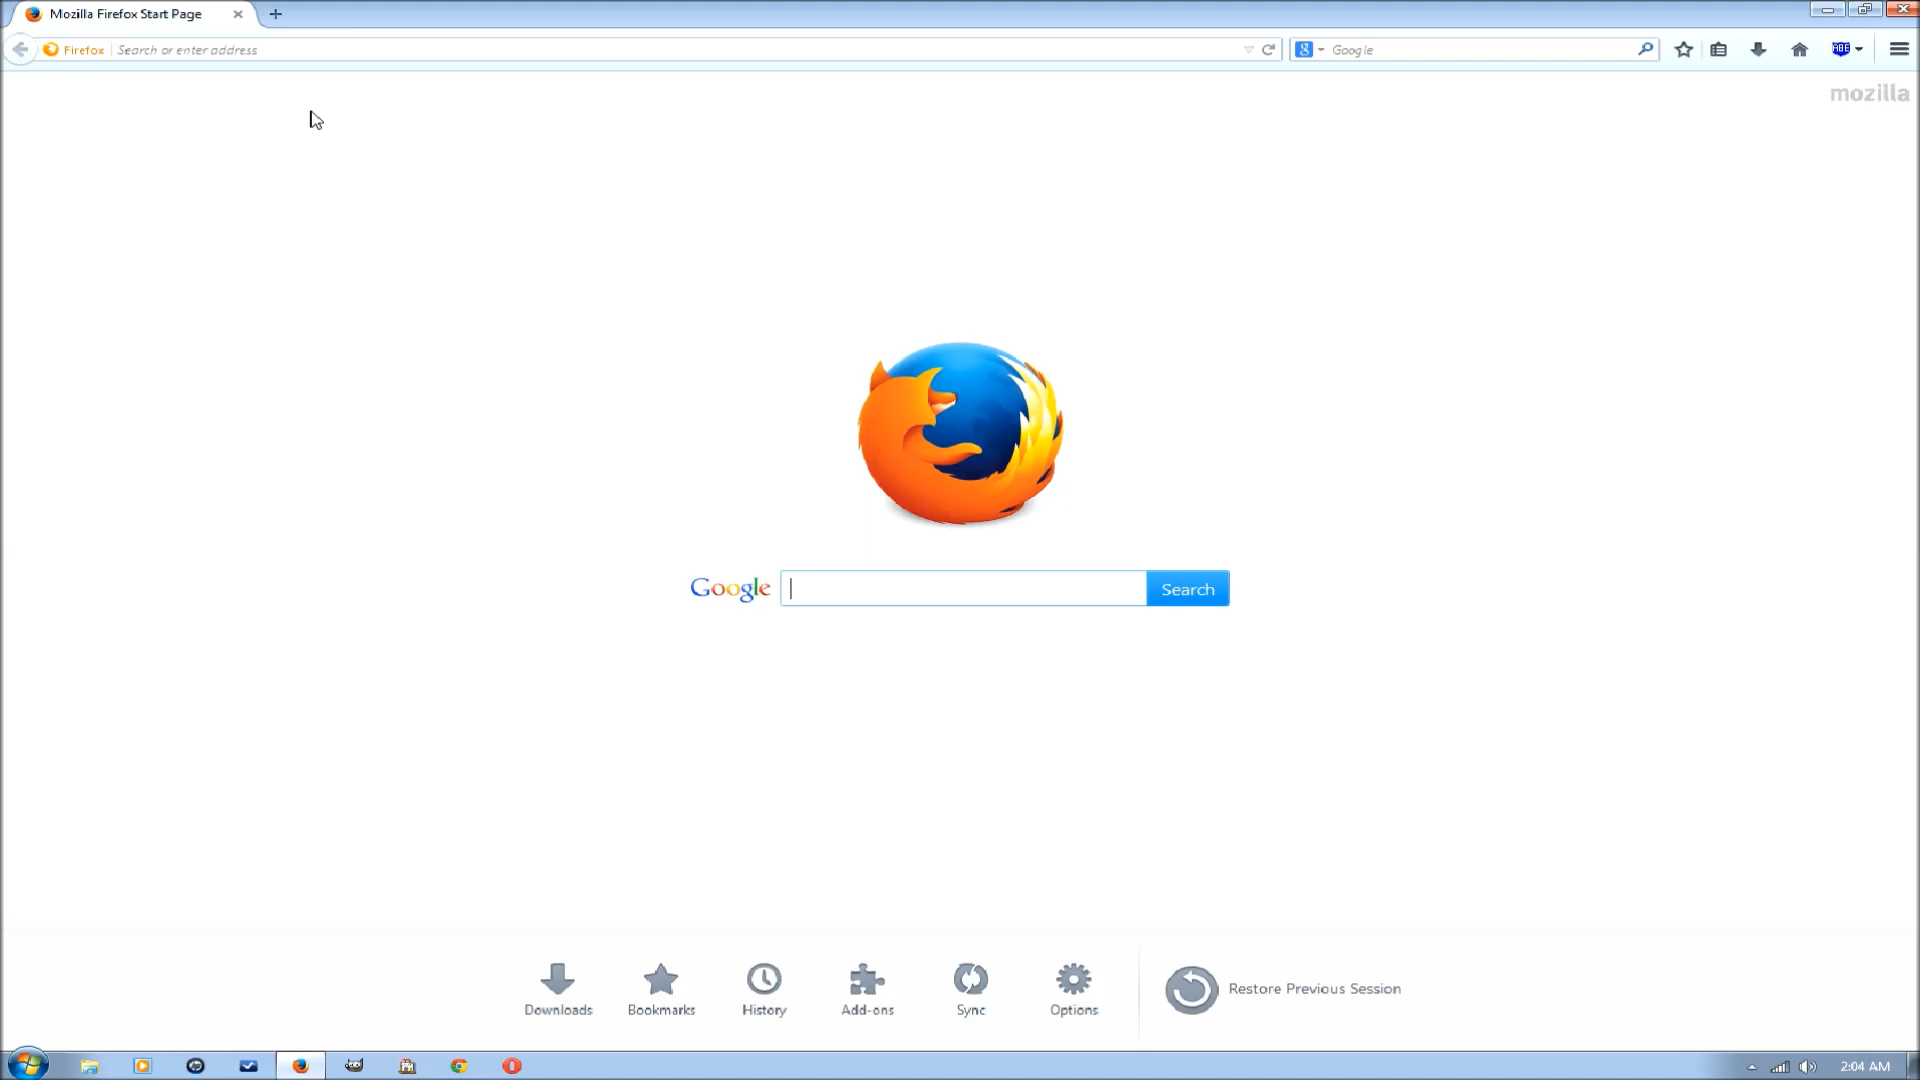 Mozilla Firefox Start Page
Firefox Search or enter address
Google
ABE
mozilla
Google Search
Downloads Bookmarks History Add-ons Sync Options Restore Previous Session
2:04 AM